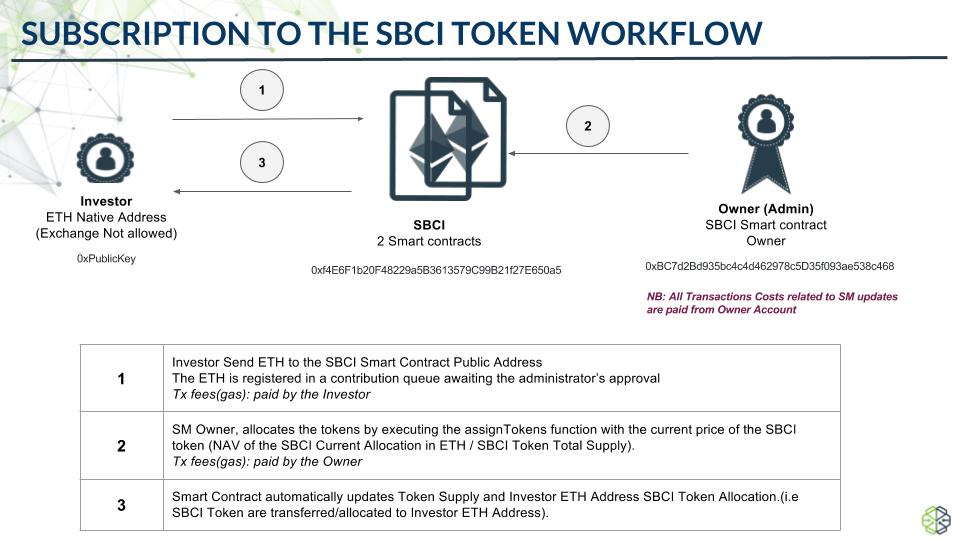 SUBSCRIPTION TO THE SBCI TOKEN WORKFLOW
1
2
3
Investor
ETH Native Address
(Exchange Not allowed)
0xPublicKey
SBCI
2 Smart contracts
0xf4E6F1b20F48229a5B3613579C99B21f27E650a5
Owner (Admin)
SBCI Smart contract
Owner
0xBC7d2Bd935bc4c4d462978c5D35f093ae538c468
NB: All Transactions Costs related to SM updates
are paid from Owner Account
1
Investor Send ETH to the SBCI Smart Contract Public Address
The ETH is registered in a contribution queue awaiting the administrator’s approval
Tx fees(gas): paid by the Investor
2
SM Owner, allocates the tokens by executing the assignTokens function with the current price of the SBCI
token (NAV of the SBCI Current Allocation in ETH / SBCI Token Total Supply).
Tx fees(gas): paid by the Owner
3
Smart Contract automatically updates Token Supply and Investor ETH Address SBCI Token Allocation.(i.e
SBCI Token are transferred/allocated to Investor ETH Address).